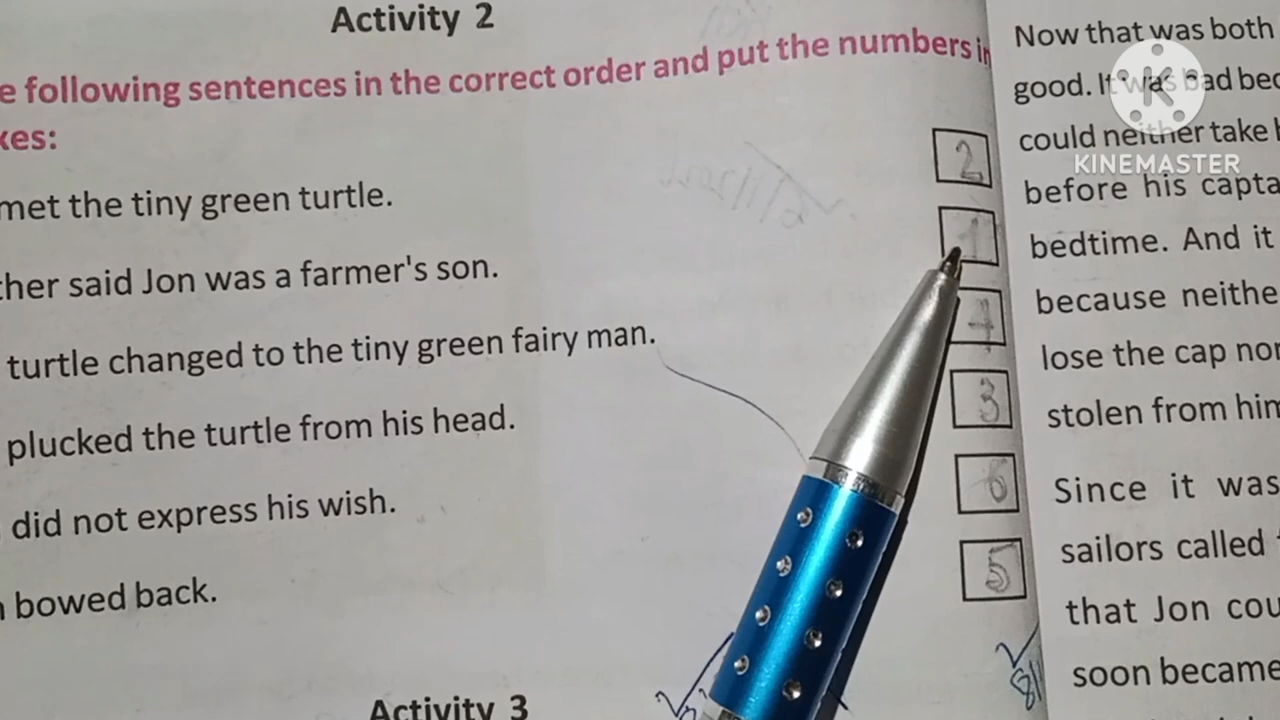 Activity 2
e following sentences in the correct order and put the numbers in
xes:
met the tiny green turtle. 2
ther said Jon was a farmer's son. 1
turtle changed to the tiny green fairy man. 4
plucked the turtle from his head. 3
did not express his wish. 6
bowed back. 5
Activity 3
Now that was both
good. It was bad bec
could neither take
before his capta
bedtime. And it
because neithe
lose the cap nor
stolen from him
Since it was
sailors called
that Jon cou
soon became
K
KINEMASTER